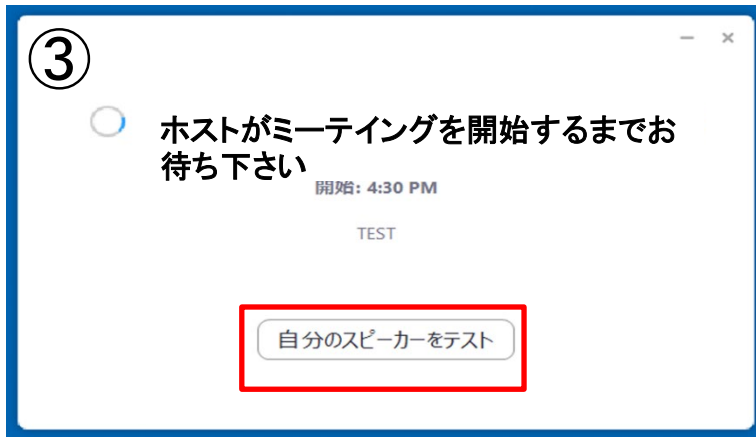 ③
ホストがミーテイングを開始するまでお
待ち下さい
開始: 4:30 PM
TEST
自分のスピーカーをテスト